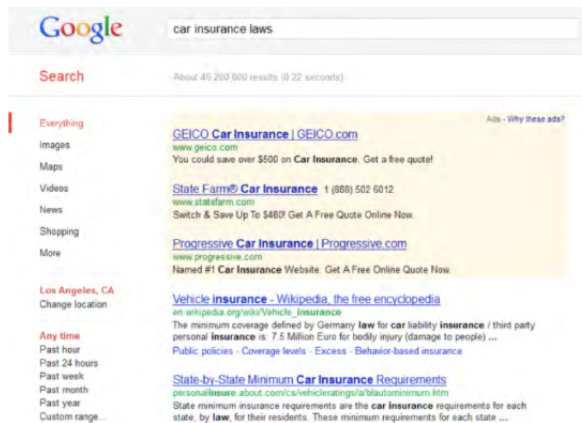 Google
car insurance laws
Search
About 46,200,000 results (0.22 seconds)
Everything
Images
Maps
Videos
News
Shopping
More
Los Angeles, CA
Change location
Any time
Past hour
Past 24 hours
Past week
Past month
Past year
Custom range...
Ads - Why these ads?
GEICO Car Insurance | GEICO.com
www.geico.com
You could save over $500 on Car Insurance. Get a free quote!
State Farm® Car Insurance 1 (888) 502 6012
www.statefarm.com
Switch & Save Up To $480! Get A Free Quote Online Now.
Progressive Car Insurance | Progressive.com
www.progressive.com
Named #1 Car Insurance Website. Get A Free Online Quote Now.
Vehicle insurance - Wikipedia, the free encyclopedia
en.wikipedia.org/wiki/Vehicle_insurance
The minimum coverage defined by Germany law for car liability insurance / third party
personal insurance is: 7.5 Million Euro for bodily injury (damage to people) ...
Public policies - Coverage levels - Excess - Behavior-based insurance
State-by-State Minimum Car Insurance Requirements
personalinsure.about.com/cs/vehicleratings/a/blautominimum.htm
State minimum insurance requirements are the car insurance requirements for each
state, by law, for their residents. These minimum requirements for each state ...